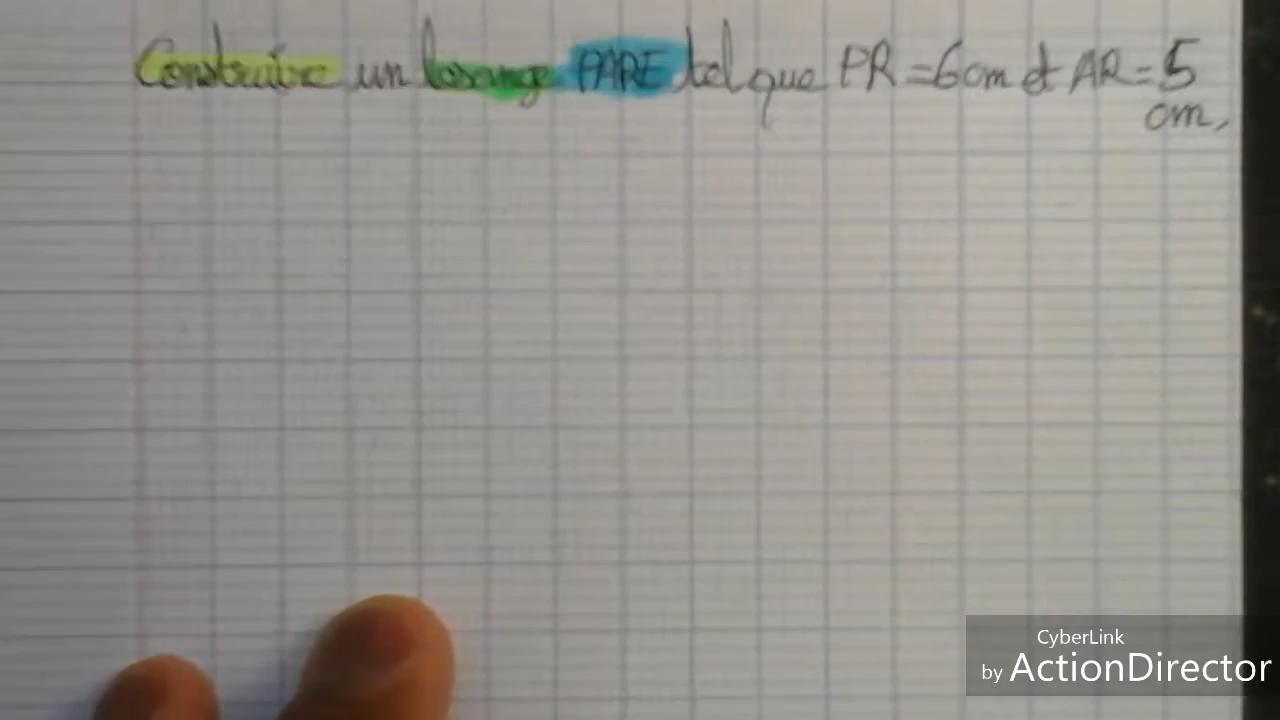 Construire un losange PARE tel que PR = 6 cm et AR = 5
cm,
CyberLink
by ActionDirector